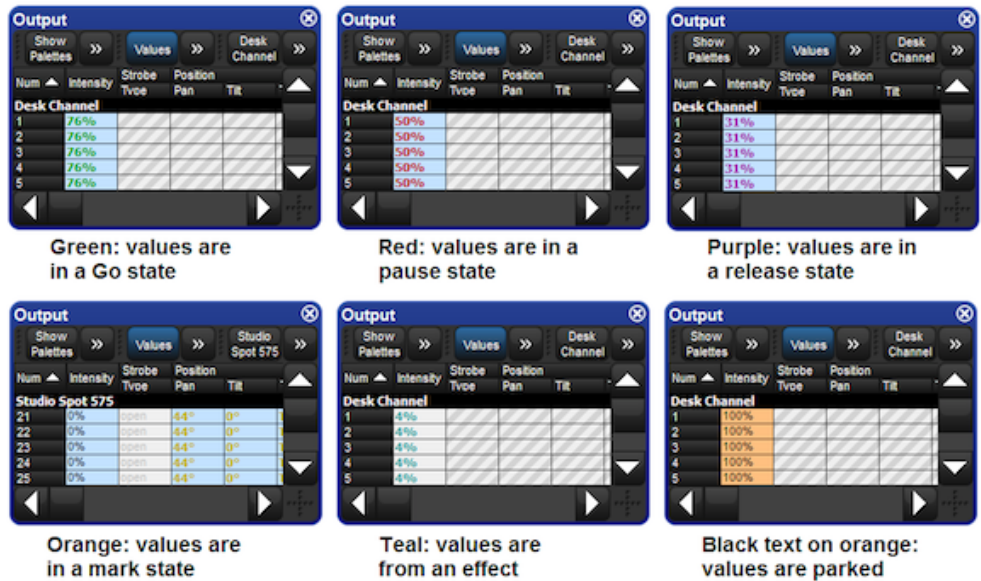 Output
Show Palettes » Values » Desk Channel »
Num Intensity Strobe Position
Type Pan Tilt
Desk Channel
1 76%
2 76%
3 76%
4 76%
5 76%
Green: values are
in a Go state
Output
Show Palettes » Values » Desk Channel »
Num Intensity Strobe Position
Type Pan Tilt
Desk Channel
1 50%
2 50%
3 50%
4 50%
5 50%
Red: values are in a
pause state
Output
Show Palettes » Values » Desk Channel »
Num Intensity Strobe Position
Type Pan Tilt
Desk Channel
1 31%
2 31%
3 31%
4 31%
5 31%
Purple: values are in
a release state
Output
Show Palettes » Values » Studio Spot 575 »
Num Intensity Strobe Position
Type Pan Tilt
Studio Spot 575
21 0% open 44° 0°
22 0% open 44° 0°
23 0% open 44° 0°
24 0% open 44° 0°
25 0% open 44° 0°
Orange: values are
in a mark state
Output
Show Palettes » Values » Desk Channel »
Num Intensity Strobe Position
Type Pan Tilt
Desk Channel
1 4%
2 4%
3 4%
4 4%
5 4%
Teal: values are
from an effect
Output
Show Palettes » Values » Desk Channel »
Num Intensity Strobe Position
Type Pan Tilt
Desk Channel
1 100%
2 100%
3 100%
4 100%
5 100%
Black text on orange:
values are parked